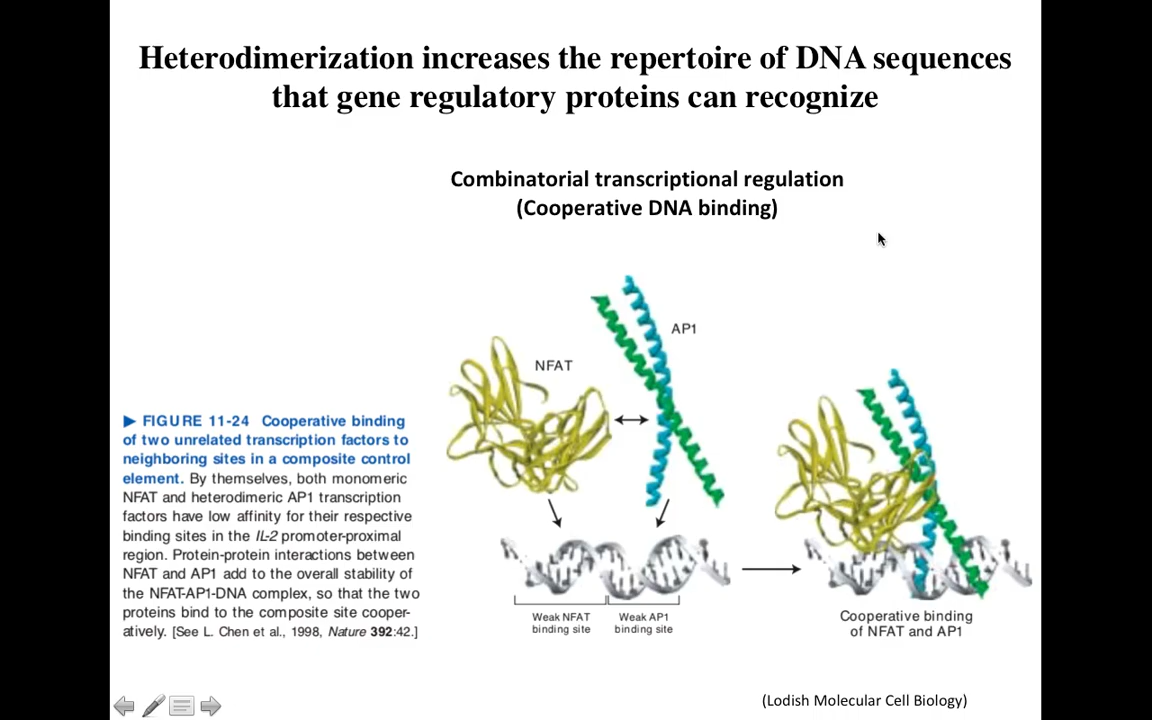 Heterodimerization increases the repertoire of DNA sequences
that gene regulatory proteins can recognize
Combinatorial transcriptional regulation
(Cooperative DNA binding)
AP1
NFAT
▶ FIGURE 11-24 Cooperative binding
of two unrelated transcription factors to
neighboring sites in a composite control
element. By themselves, both monomeric
NFAT and heterodimeric AP1 transcription
factors have low affinity for their respective
binding sites in the IL-2 promoter-proximal
region. Protein-protein interactions between
NFAT and AP1 add to the overall stability of
the NFAT-AP1-DNA complex, so that the two
proteins bind to the composite site cooper-
atively. [See L. Chen et al., 1998, Nature 392:42.]
Weak NFAT
binding site
Weak AP1
binding site
Cooperative binding
of NFAT and AP1
(Lodish Molecular Cell Biology)